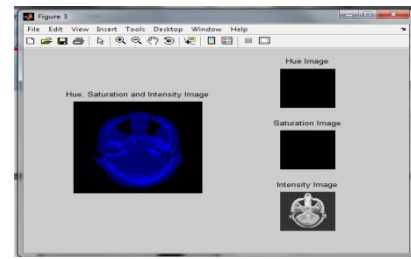 Figure 3
File Edit View Insert Tools Desktop Window Help
Hue Image
Hue, Saturation and Intensity Image
Saturation Image
Intensity Image